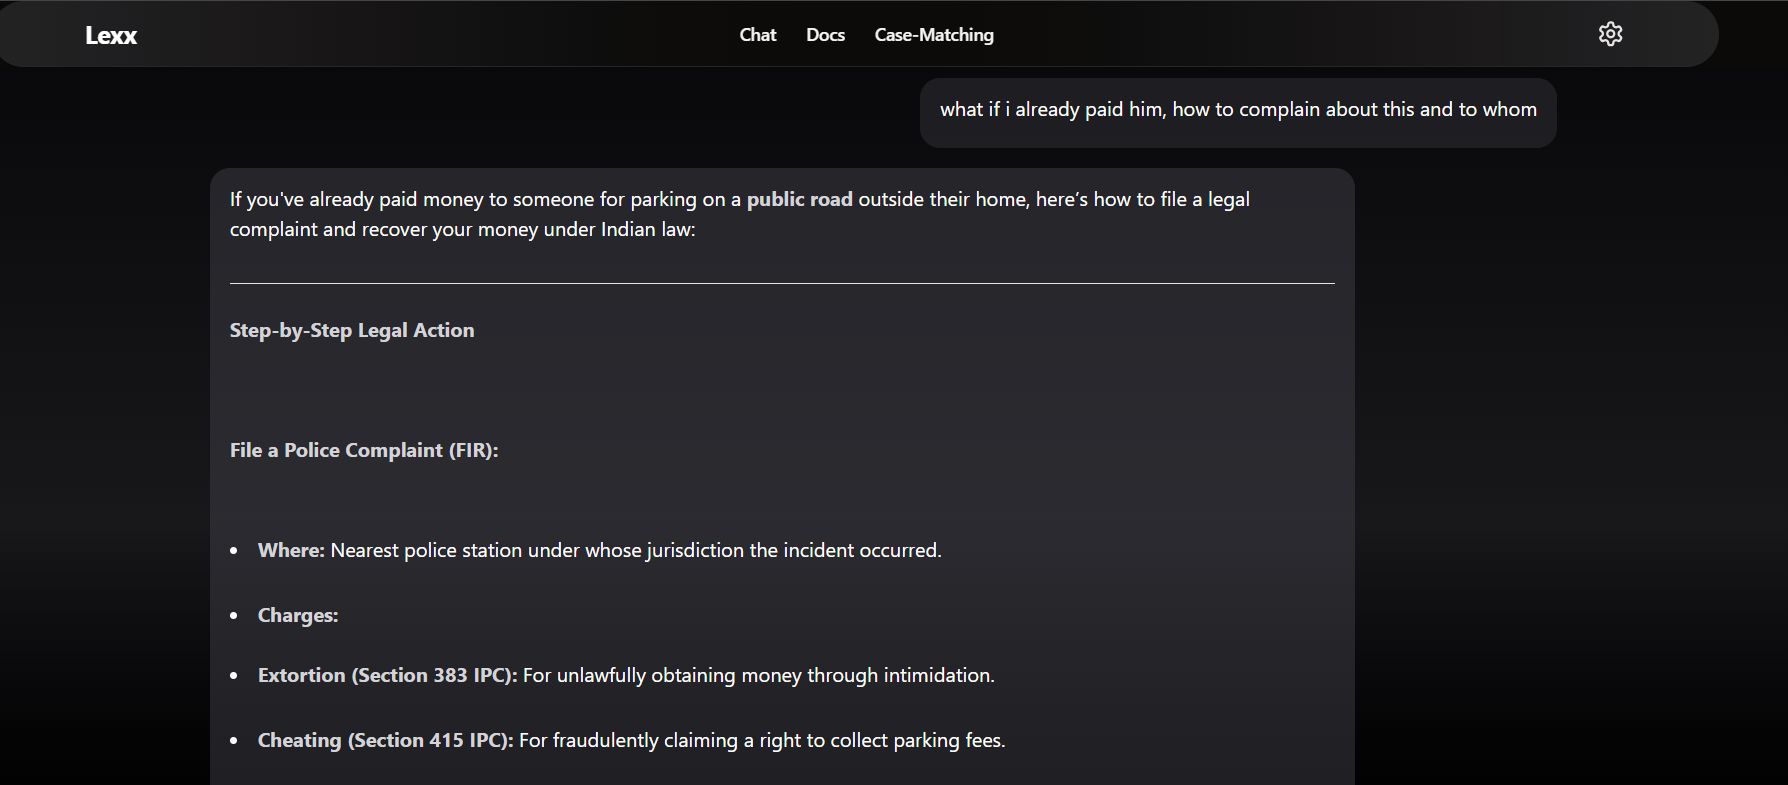 Lexx
Chat Docs Case-Matching
what if i already paid him, how to complain about this and to whom
If you've already paid money to someone for parking on a public road outside their home, here’s how to file a legal
complaint and recover your money under Indian law:
Step-by-Step Legal Action
File a Police Complaint (FIR):
• Where: Nearest police station under whose jurisdiction the incident occurred.
• Charges:
• Extortion (Section 383 IPC): For unlawfully obtaining money through intimidation.
• Cheating (Section 415 IPC): For fraudulently claiming a right to collect parking fees.